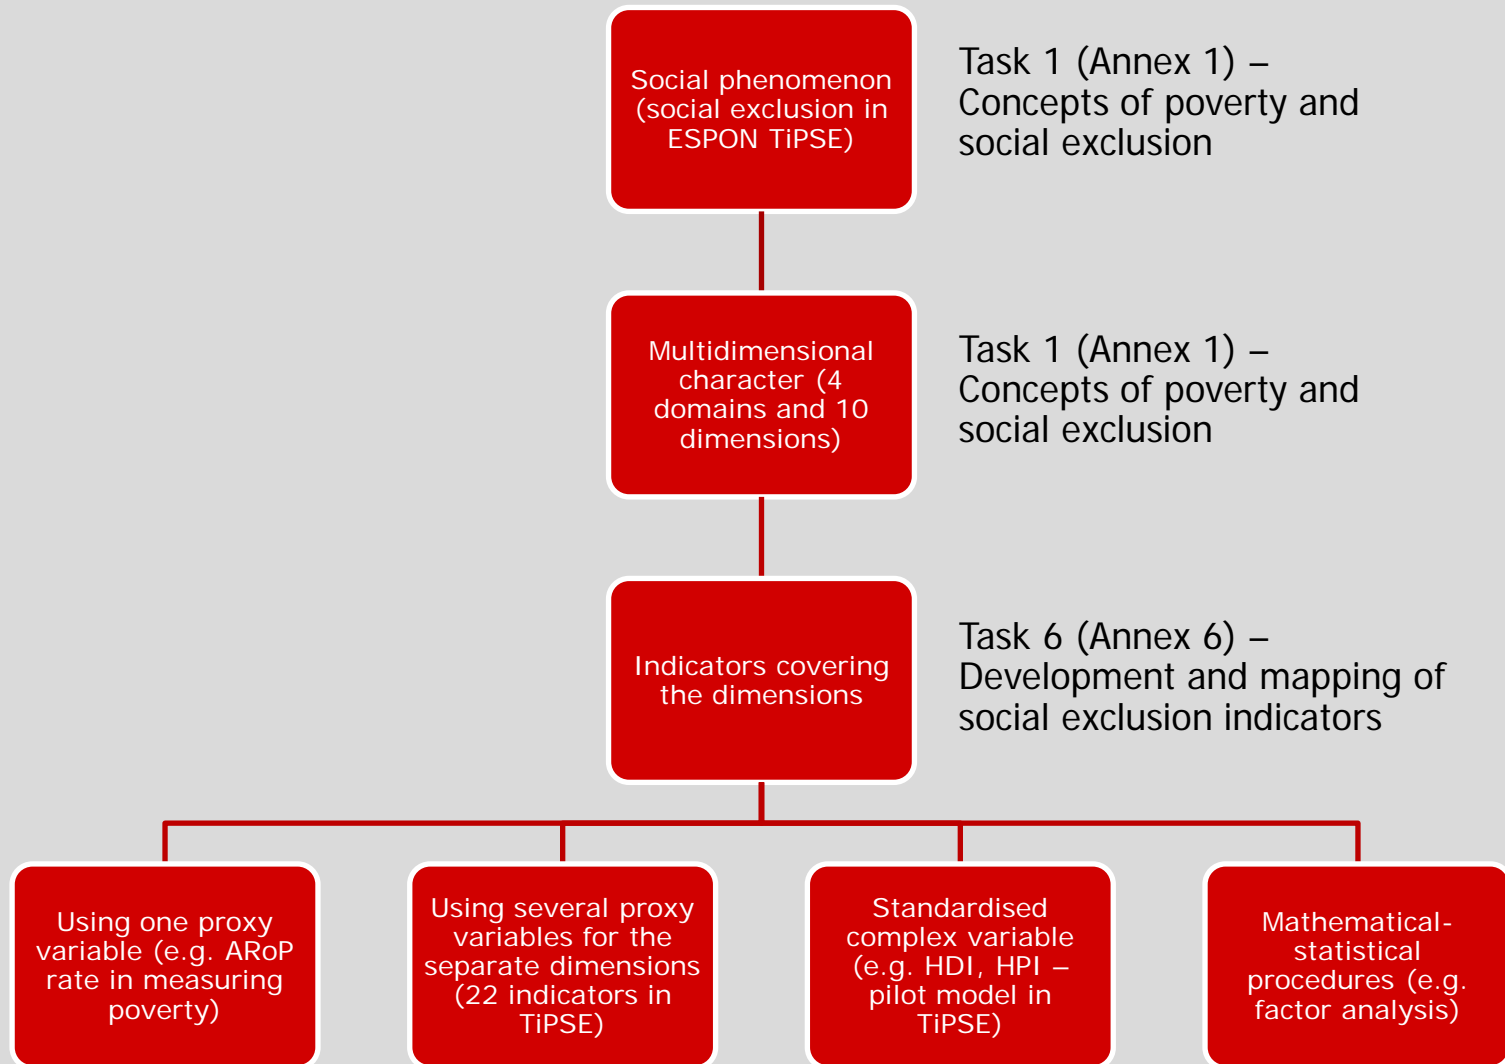 Social phenomenon
(social exclusion in
ESPON TiPSE)
Task 1 (Annex 1) –
Concepts of poverty and
social exclusion
Multidimensional
character (4
domains and 10
dimensions)
Task 1 (Annex 1) –
Concepts of poverty and
social exclusion
Indicators covering
the dimensions
Task 6 (Annex 6) –
Development and mapping of
social exclusion indicators
Using one proxy
variable (e.g. ARoP
rate in measuring
poverty)
Using several proxy
variables for the
separate dimensions
(22 indicators in
TiPSE)
Standardised
complex variable
(e.g. HDI, HPI –
pilot model in
TiPSE)
Mathematical-
statistical
procedures (e.g.
factor analysis)